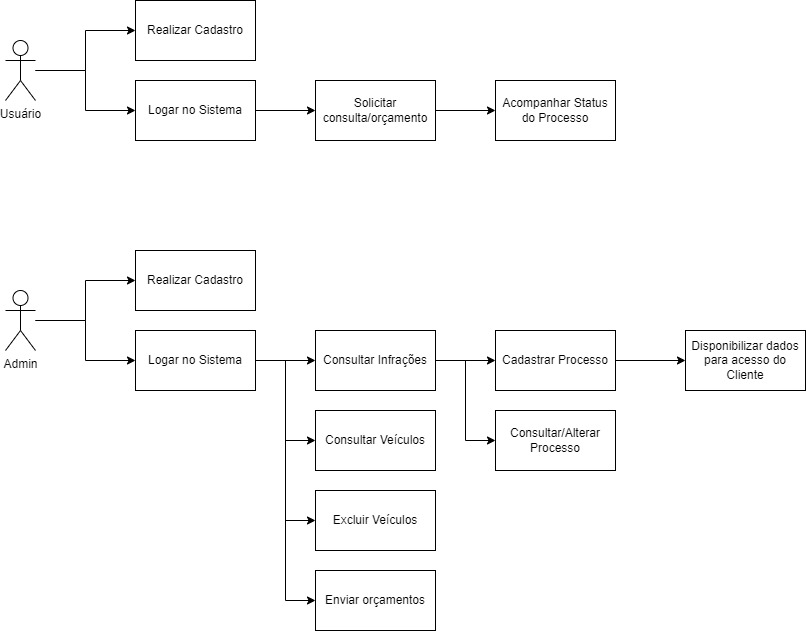 Realizar Cadastro
Usuário
Logar no Sistema
Solicitar
consulta/orçamento
Acompanhar Status
do Processo
Realizar Cadastro
Admin
Logar no Sistema
Consultar Infrações
Cadastrar Processo
Disponibilizar dados
para acesso do
Cliente
Consultar Veículos
Consultar/Alterar
Processo
Excluir Veículos
Enviar orçamentos